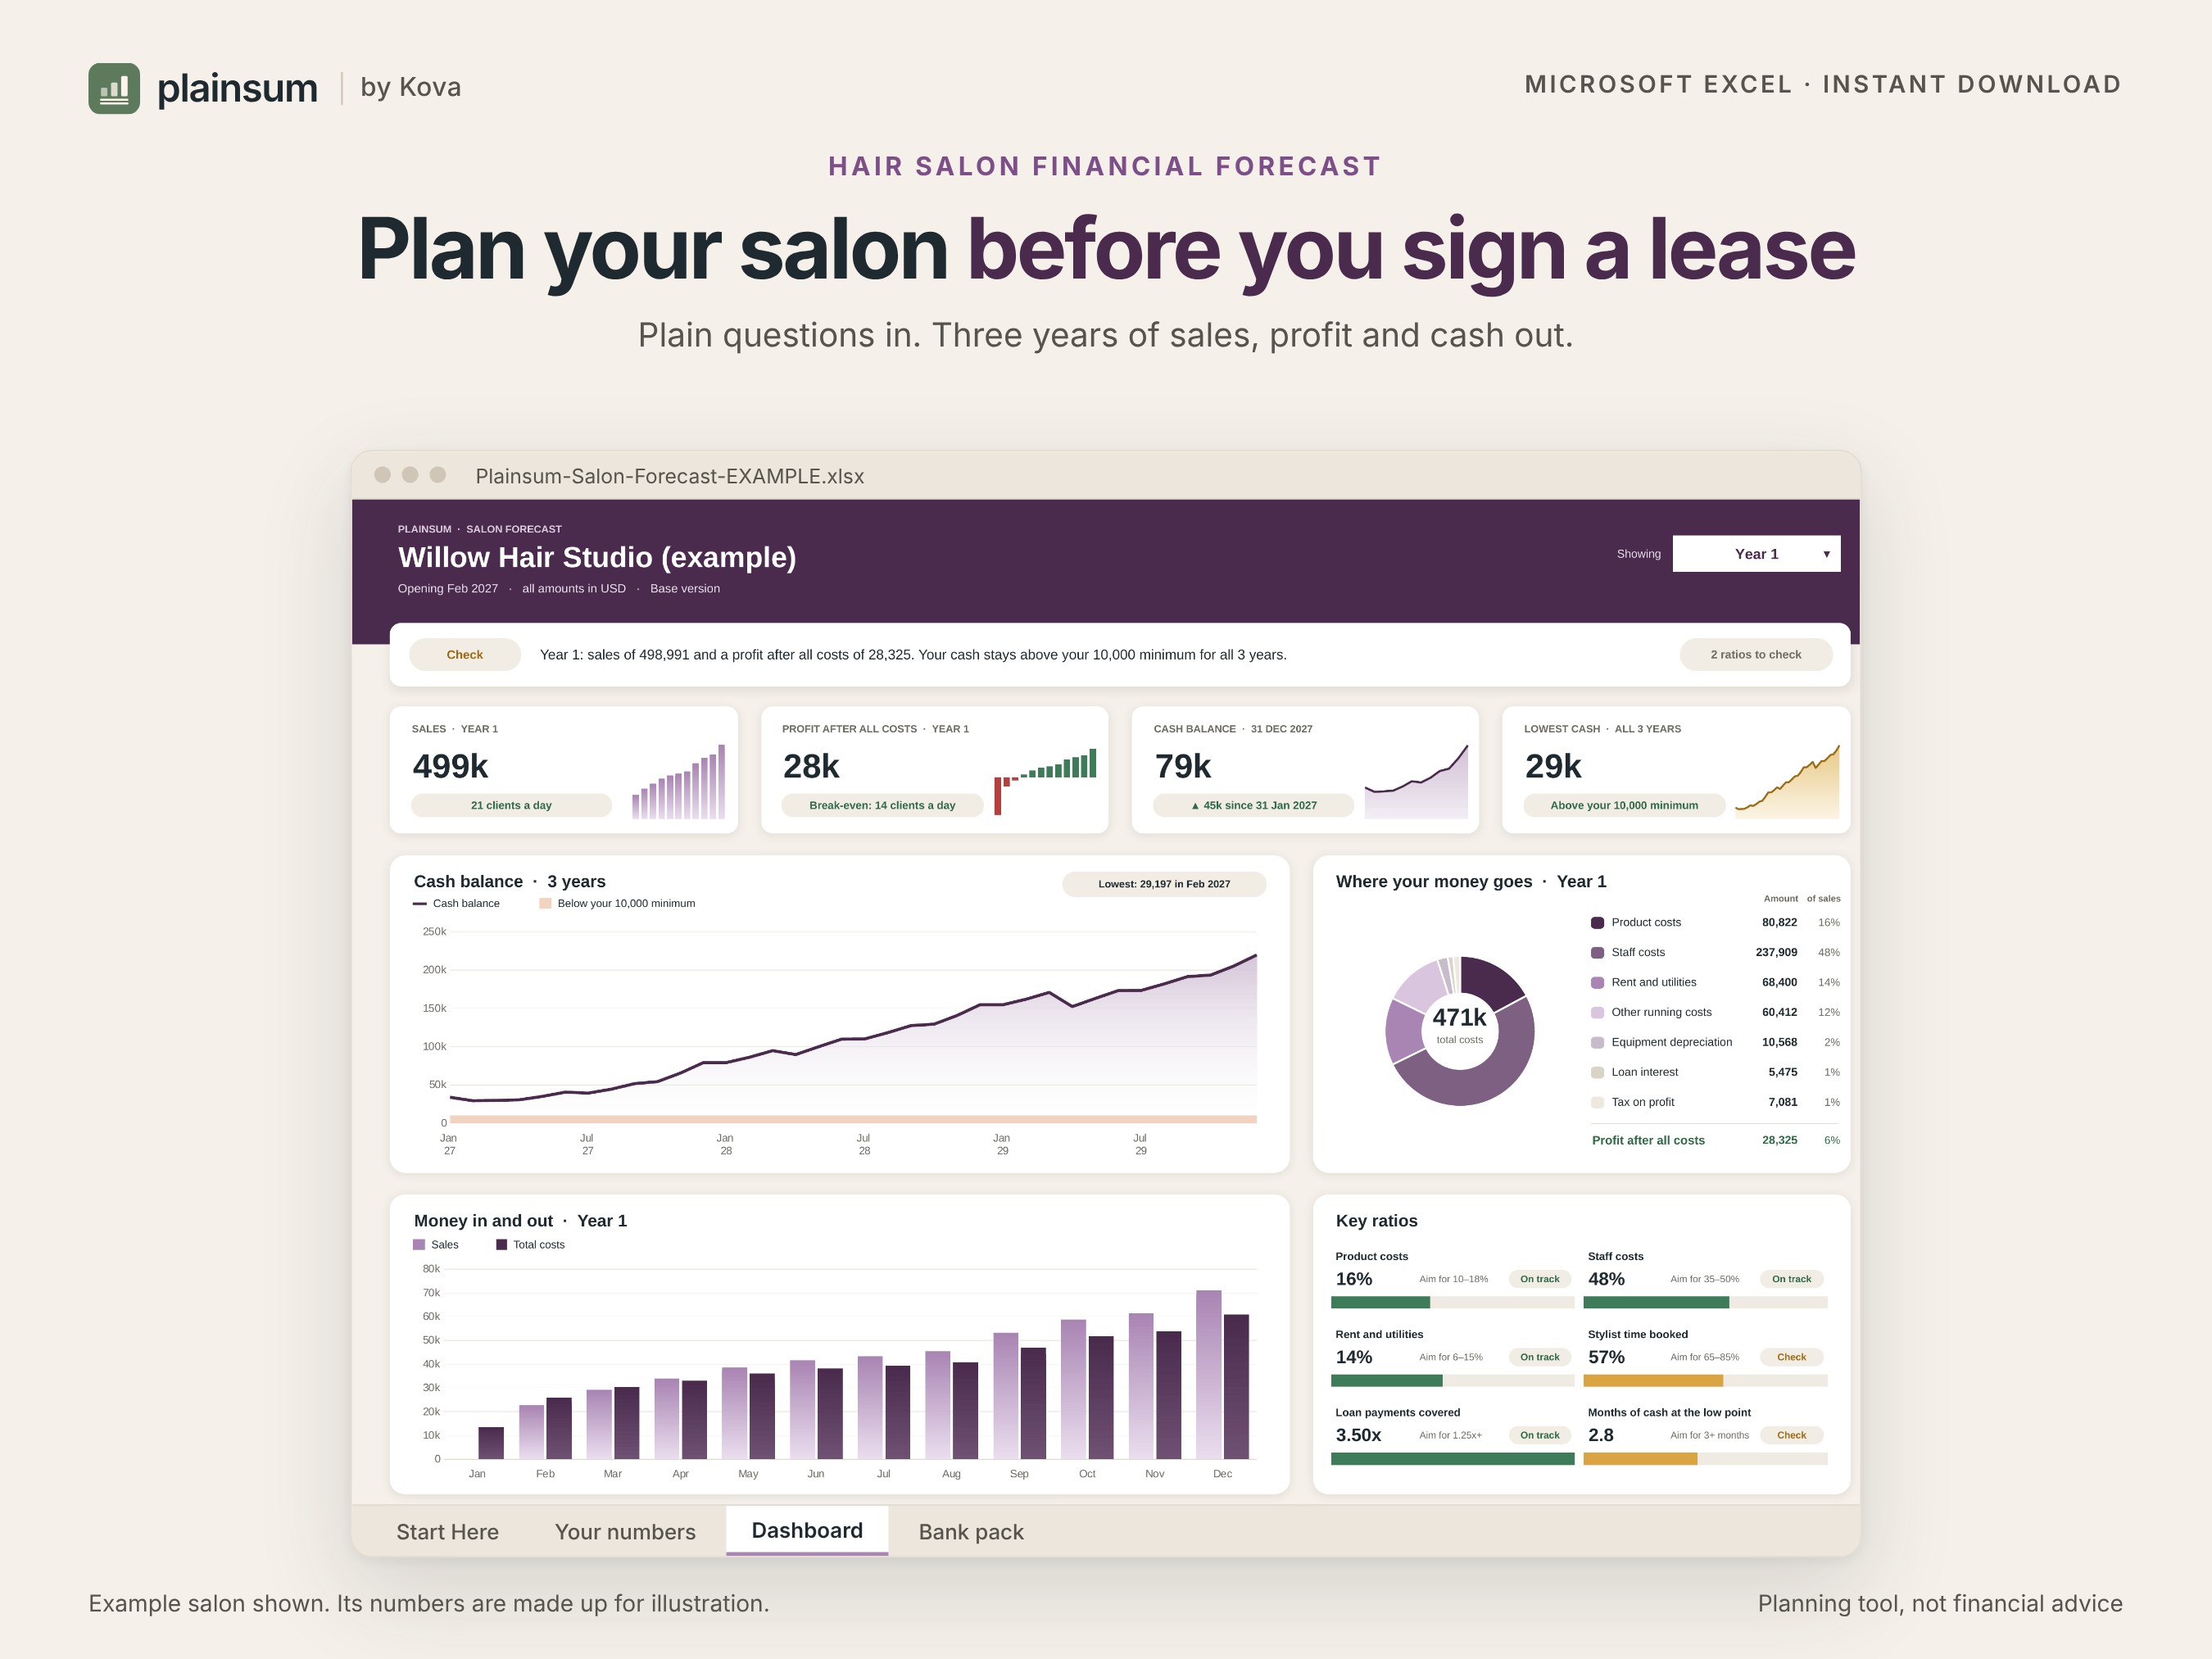 plainsum | by Kova
MICROSOFT EXCEL · INSTANT DOWNLOAD
HAIR SALON FINANCIAL FORECAST
Plan your salon before you sign a lease
Plain questions in. Three years of sales, profit and cash out.
Plainsum-Salon-Forecast-EXAMPLE.xlsx
PLAINSUM · SALON FORECAST
Willow Hair Studio (example)
Opening Feb 2027 · all amounts in USD · Base version
Showing
Year 1 ▼
Check
Year 1: sales of 498,991 and a profit after all costs of 28,325. Your cash stays above your 10,000 minimum for all 3 years.
2 ratios to check
SALES · YEAR 1
499k
21 clients a day
PROFIT AFTER ALL COSTS · YEAR 1
28k
Break-even: 14 clients a day
CASH BALANCE · 31 DEC 2027
79k
▲ 45k since 31 Jan 2027
LOWEST CASH · ALL 3 YEARS
29k
Above your 10,000 minimum
Cash balance · 3 years
Lowest: 29,197 in Feb 2027
Cash balance
Below your 10,000 minimum
250k
200k
150k
100k
50k
0
Jan 27
Jul 27
Jan 28
Jul 28
Jan 29
Jul 29
Where your money goes · Year 1
Amount of sales
471k
total costs
Product costs 80,822 16%
Staff costs 237,909 48%
Rent and utilities 68,400 14%
Other running costs 60,412 12%
Equipment depreciation 10,568 2%
Loan interest 5,475 1%
Tax on profit 7,081 1%
Profit after all costs 28,325 6%
Money in and out · Year 1
Sales
Total costs
80k
70k
60k
50k
40k
30k
20k
10k
0
Jan Feb Mar Apr May Jun Jul Aug Sep Oct Nov Dec
Key ratios
Product costs
16% Aim for 10–18% On track
Staff costs
48% Aim for 35–50% On track
Rent and utilities
14% Aim for 6–15% On track
Stylist time booked
57% Aim for 65–85% Check
Loan payments covered
3.50x Aim for 1.25x+ On track
Months of cash at the low point
2.8 Aim for 3+ months Check
Start Here
Your numbers
Dashboard
Bank pack
Example salon shown. Its numbers are made up for illustration.
Planning tool, not financial advice